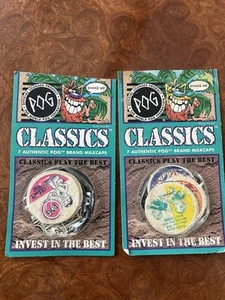 POG
SHAKE ME
CLASSICS
7 AUTHENTIC POG™ BRAND MILKCAPS
CLASSICS PLAY THE BEST
INVEST IN THE BEST
POG
SHAKE ME
CLASSICS
7 AUTHENTIC POG™ BRAND MILKCAPS
CLASSICS PLAY THE BEST
INVEST IN THE BEST